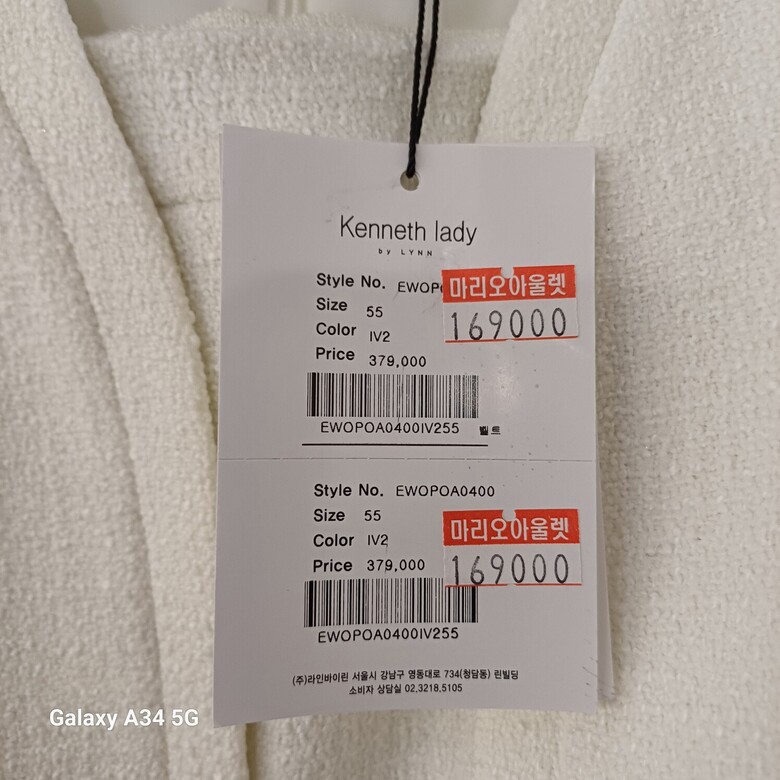 Kenneth lady
by LYNN
Style No. EWOPO
마리오아울렛
169000
Size 55
Color IV2
Price 379,000
EWOPOA0400IV255 벨트
Style No. EWOPOA0400
마리오아울렛
169000
Size 55
Color IV2
Price 379,000
EWOPOA0400IV255
(주)라인바이린 서울시 강남구 영동대로 734(청담동) 린빌딩
소비자 상담실 02.3218.5105
Galaxy A34 5G